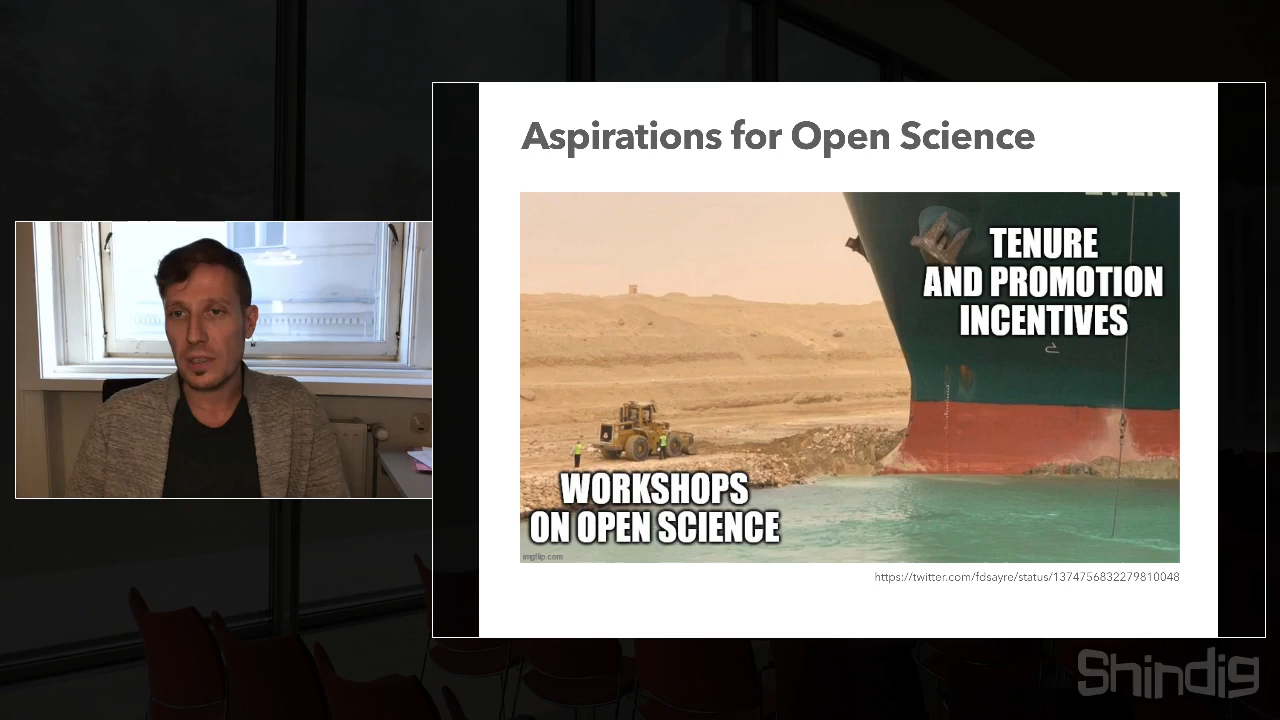 Aspirations for Open Science
TENURE
AND PROMOTION
INCENTIVES
WORKSHOPS
ON OPEN SCIENCE
imgflip.com
https://twitter.com/fdsayre/status/1374756832279810048
Shindig